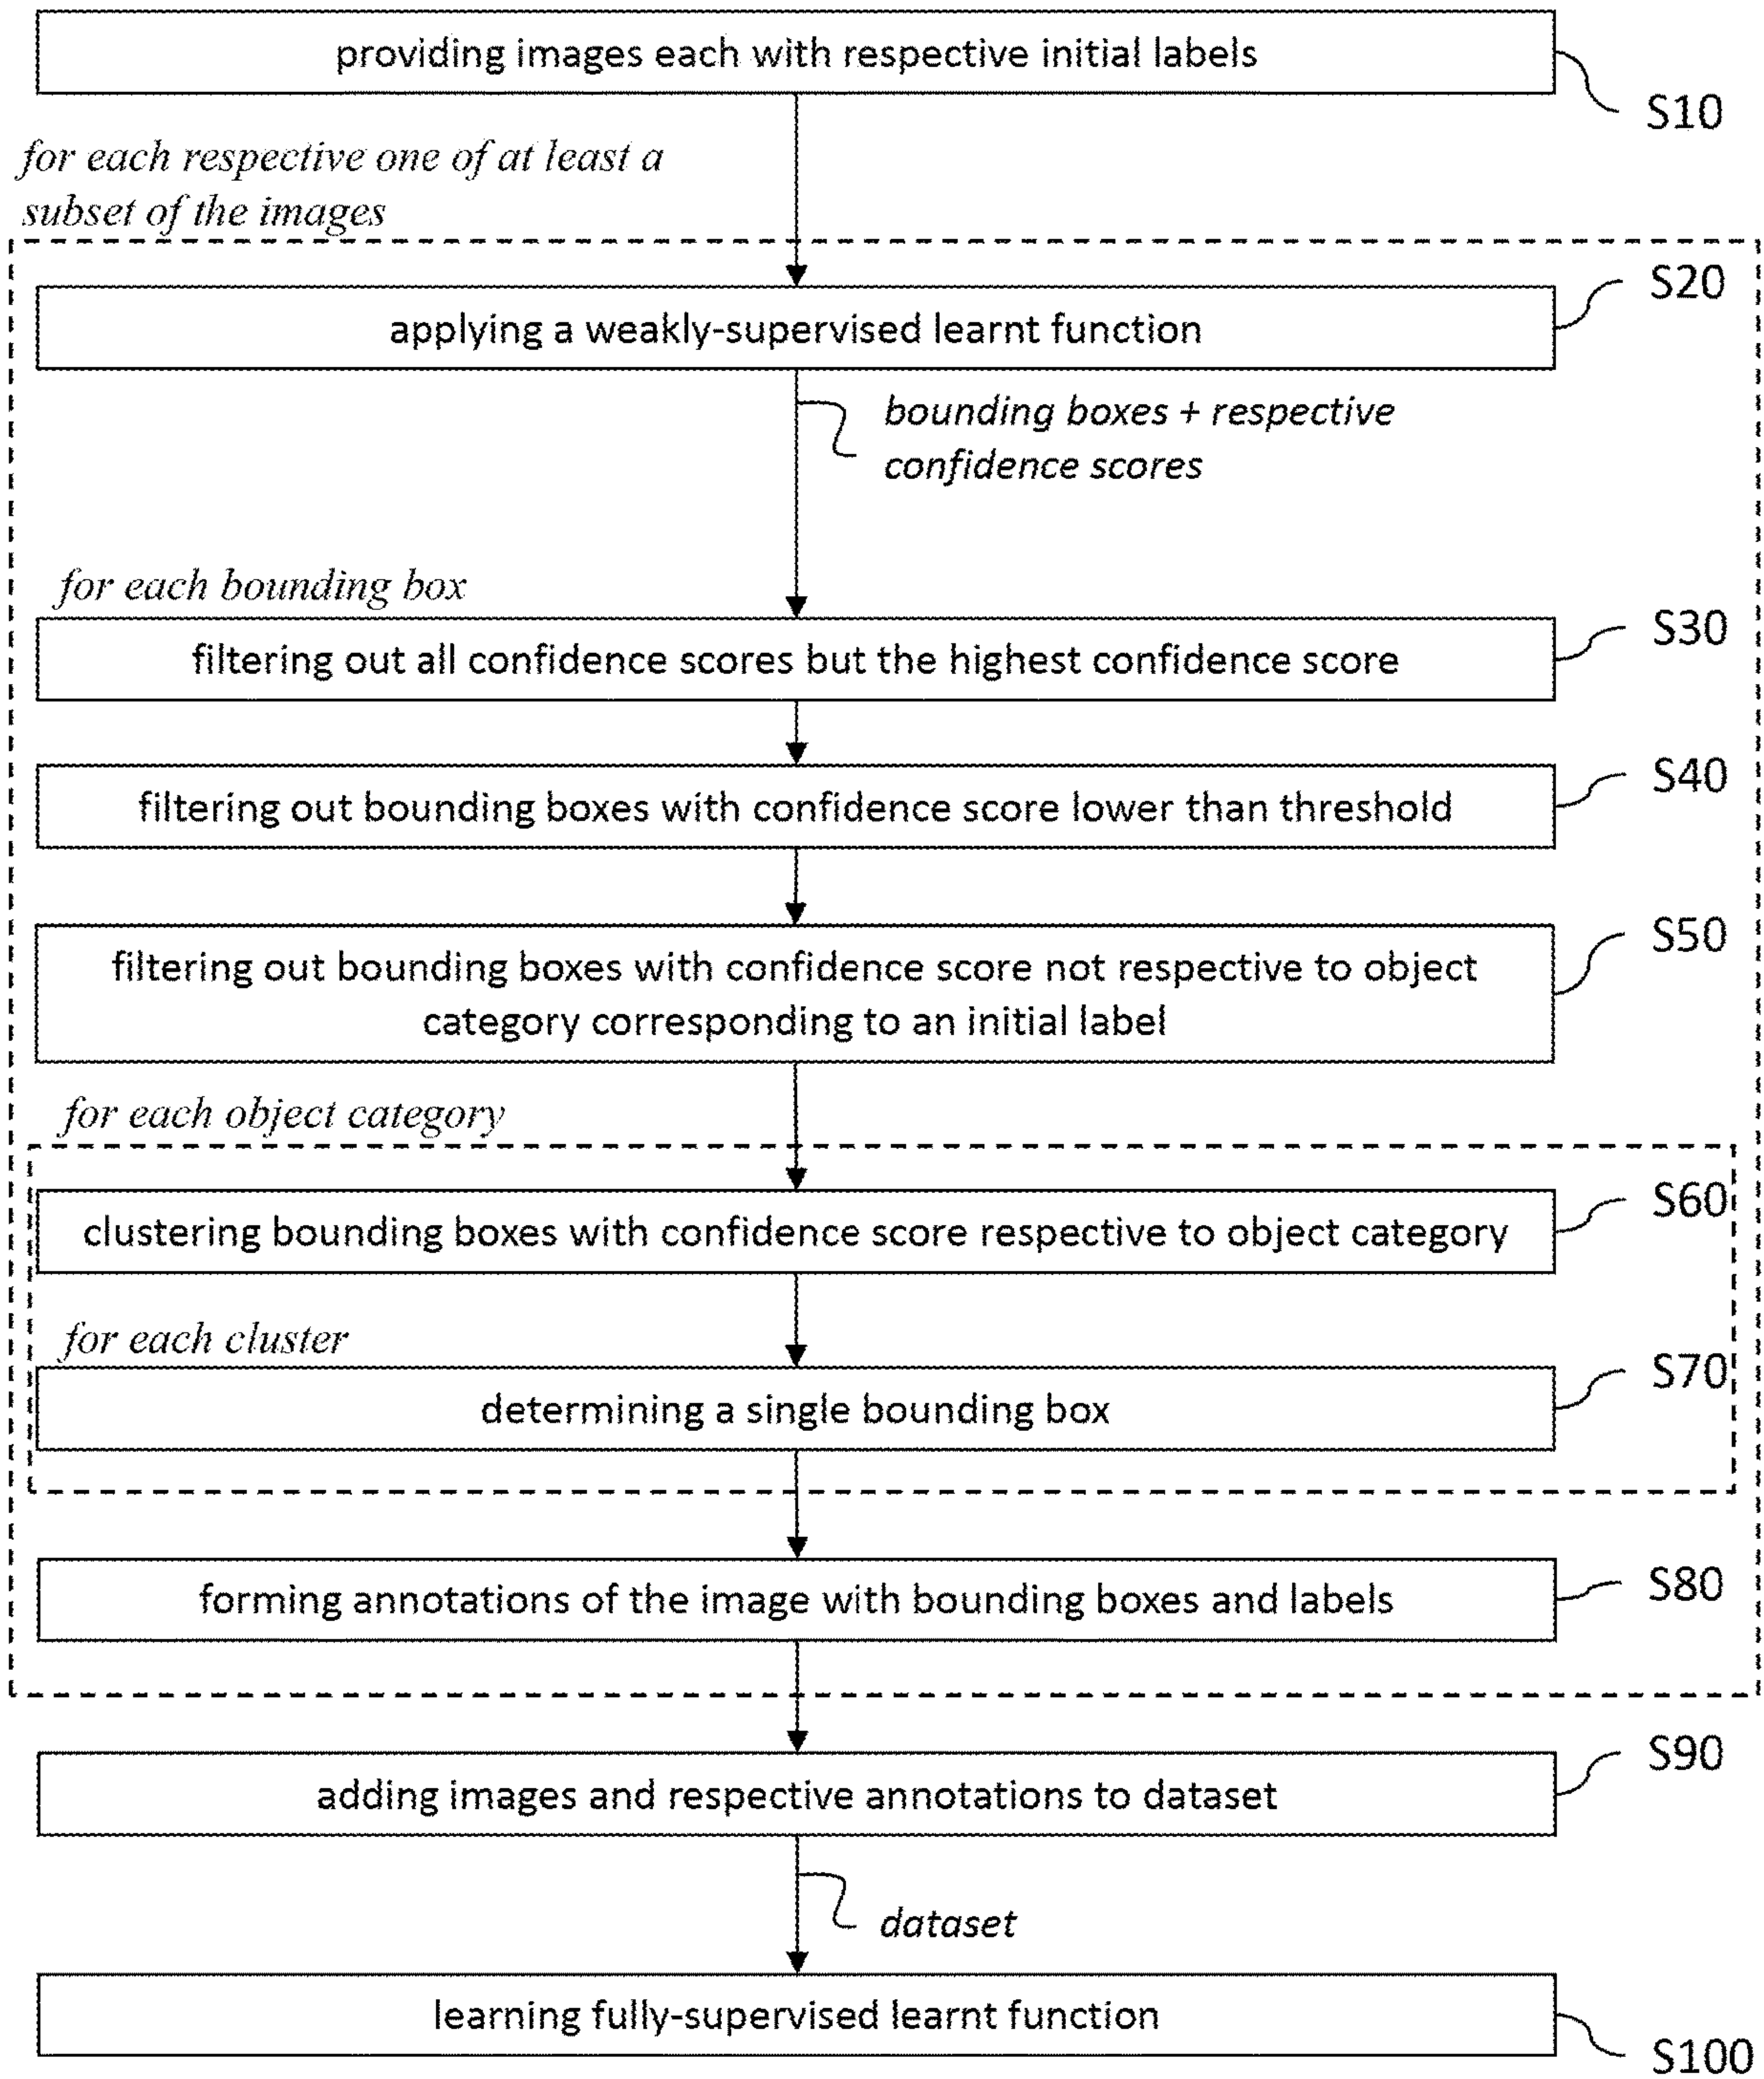 providing images each with respective initial labels
S10
for each respective one of at least a
subset of the images
S20
applying a weakly-supervised learnt function
bounding boxes + respective
confidence scores
for each bounding box
S30
filtering out all confidence scores but the highest confidence score
S40
filtering out bounding boxes with confidence score lower than threshold
S50
filtering out bounding boxes with confidence score not respective to object
category corresponding to an initial label
for each object category
S60
clustering bounding boxes with confidence score respective to object category
for each cluster
S70
determining a single bounding box
S80
forming annotations of the image with bounding boxes and labels
S90
adding images and respective annotations to dataset
dataset
learning fully-supervised learnt function
S100